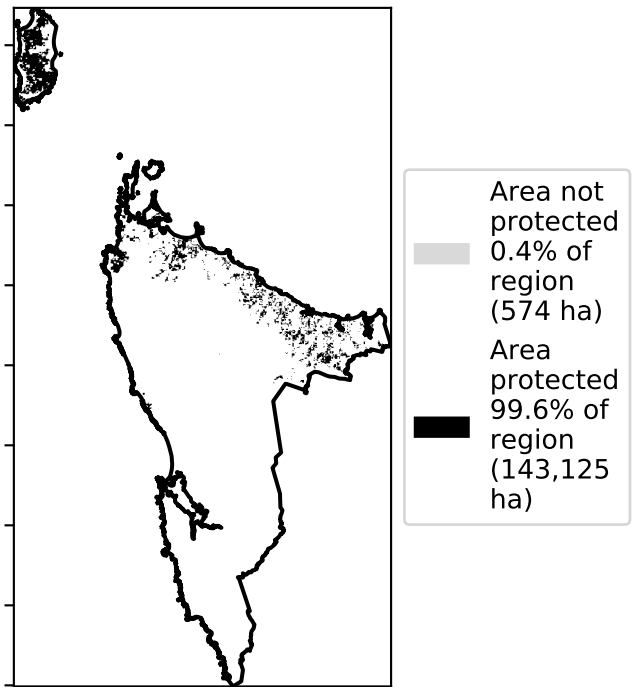 Area not
protected
0.4% of
region
(574 ha)
Area
protected
99.6% of
region
(143,125
ha)